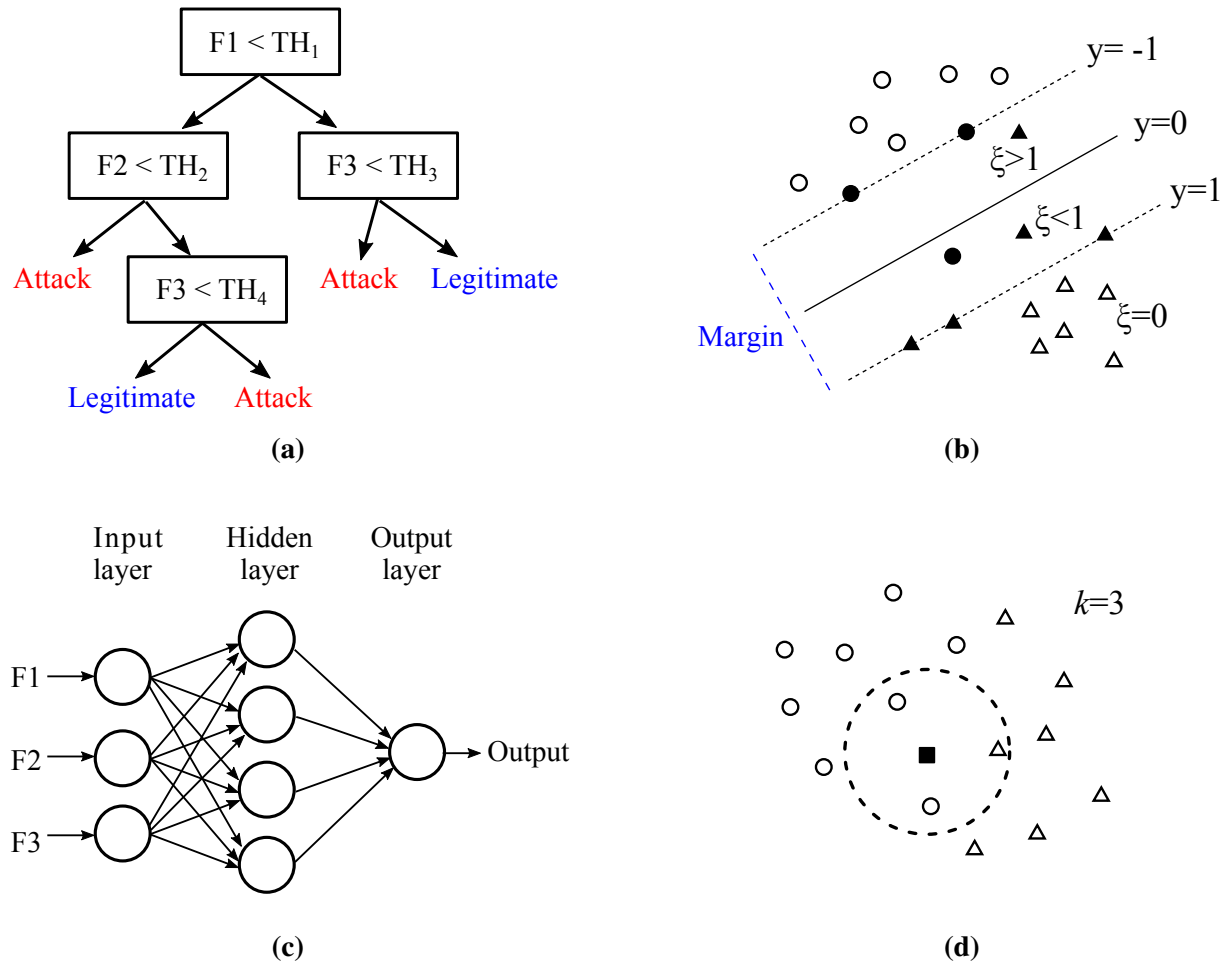 F1 < TH₁
F2 < TH₂
F3 < TH₃
Attack
F3 < TH₄
Attack
Legitimate
Legitimate
Attack
(a)
y= -1
y=0
ξ>1
y=1
ξ<1
ξ=0
Margin
(b)
Input
layer
Hidden
layer
Output
layer
F1
F2
F3
Output
(c)
k=3
(d)